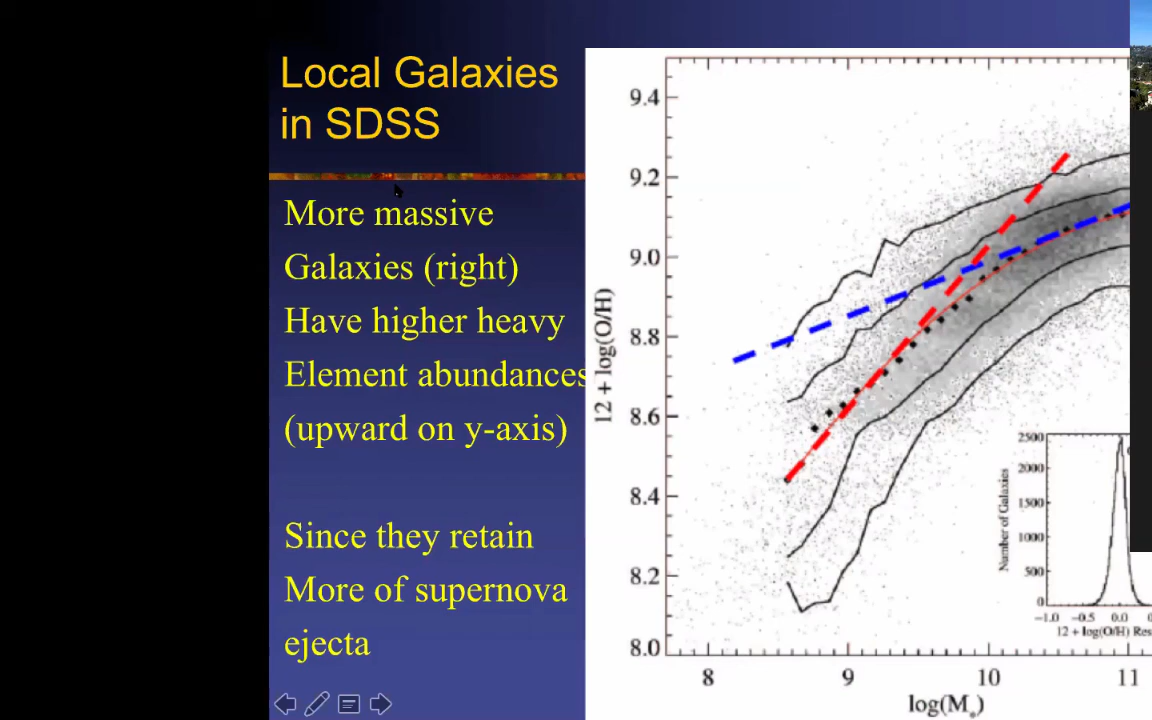 Local Galaxies
in SDSS
More massive
Galaxies (right)
Have higher heavy
Element abundances
(upward on y-axis)
Since they retain
More of supernova
ejecta
12 + log(O/H)
9.4
9.2
9.0
8.8
8.6
8.4
8.2
8.0
8 9 10 11
log(M*)
Number of Galaxies
2500
2000
1500
1000
500
0
-1.0 -0.5 0.0
12 + log(O/H) Res